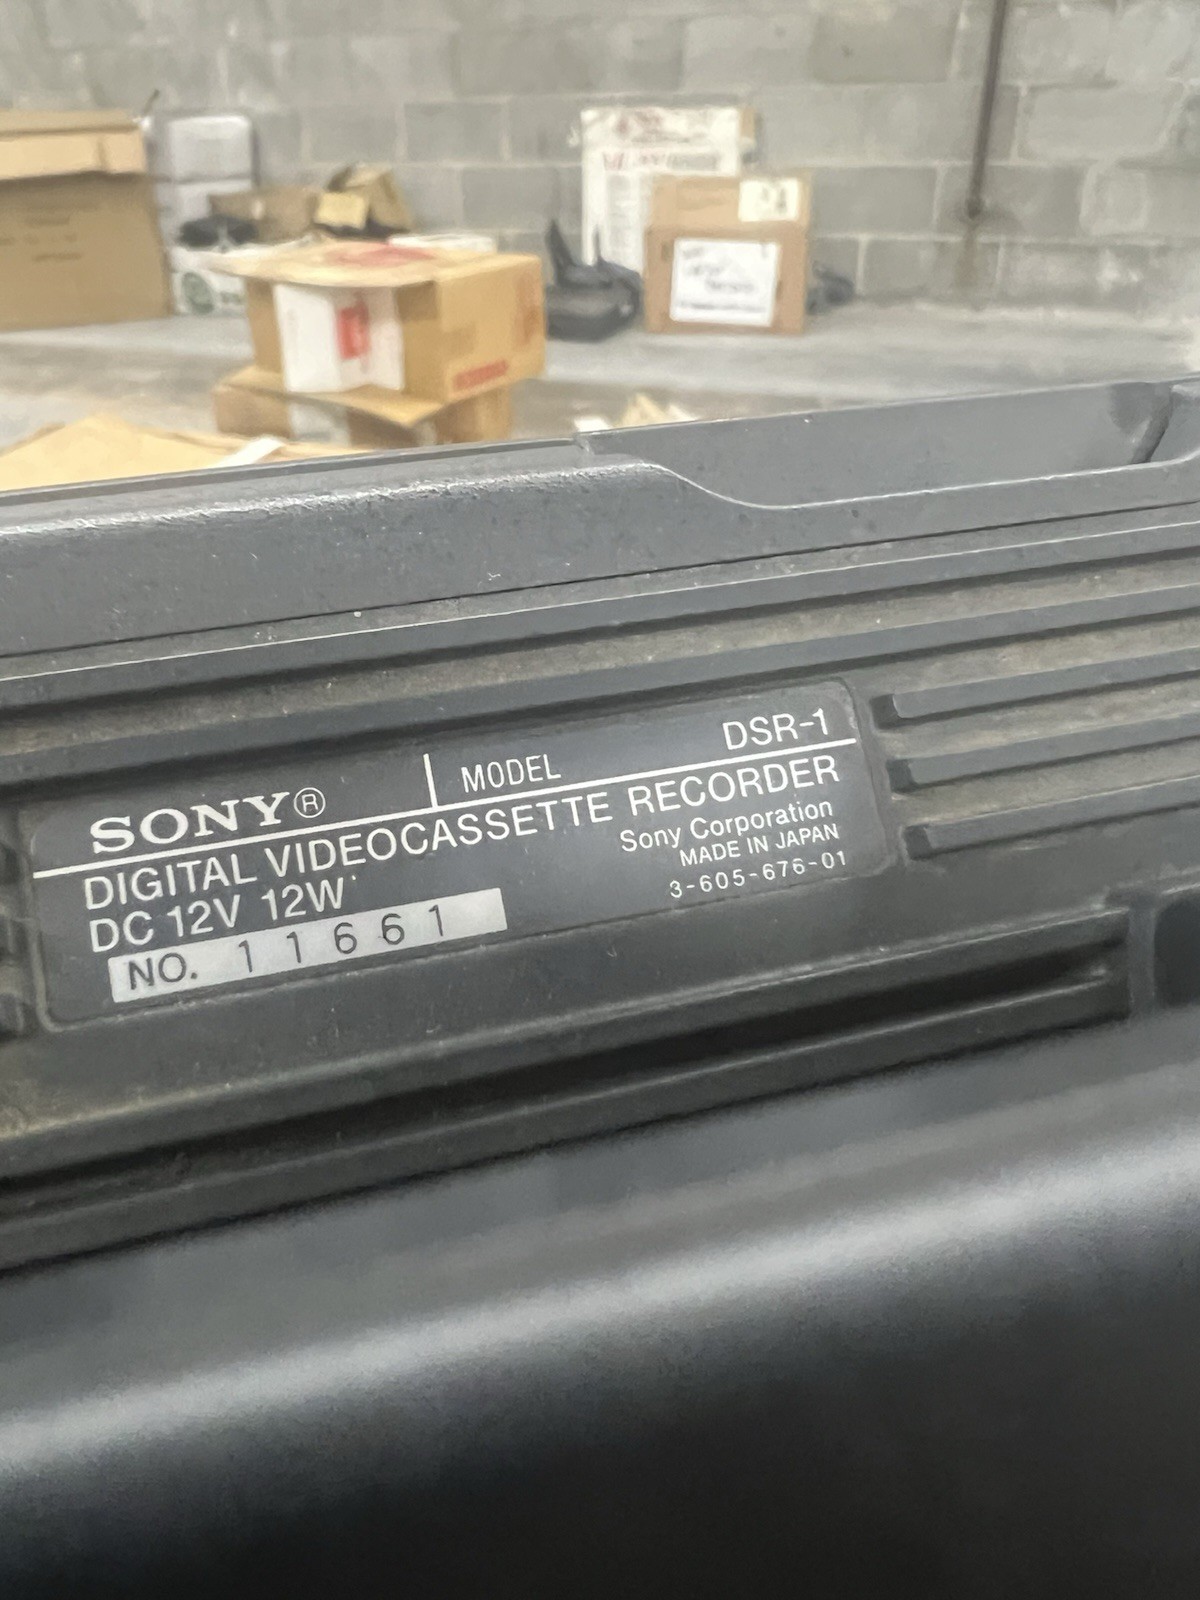 SONY®
MODEL DSR-1
DIGITAL VIDEOCASSETTE RECORDER
DC 12V 12W
Sony Corporation
MADE IN JAPAN
NO. 11661
3-605-676-01